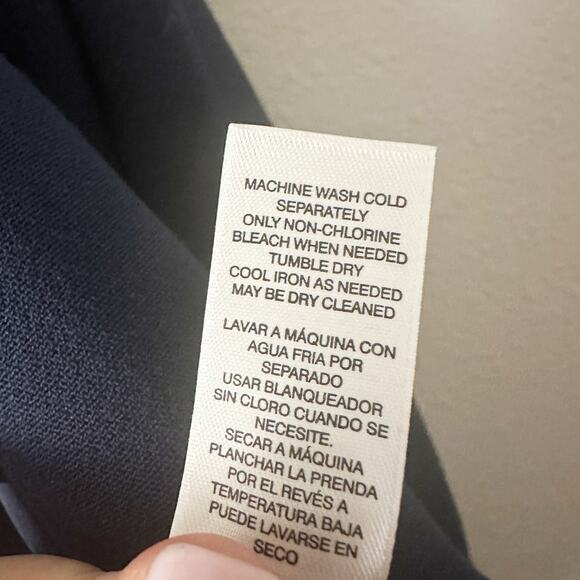 MACHINE WASH COLD
SEPARATELY
ONLY NON-CHLORINE
BLEACH WHEN NEEDED
TUMBLE DRY
COOL IRON AS NEEDED
MAY BE DRY CLEANED
LAVAR A MÁQUINA CON
AGUA FRIA POR
SEPARADO
USAR BLANQUEADOR
SIN CLORO CUANDO SE
NECESITE.
SECAR A MÁQUINA
PLANCHAR LA PRENDA
POR EL REVÉS A
TEMPERATURA BAJA
PUEDE LAVARSE EN
SECO